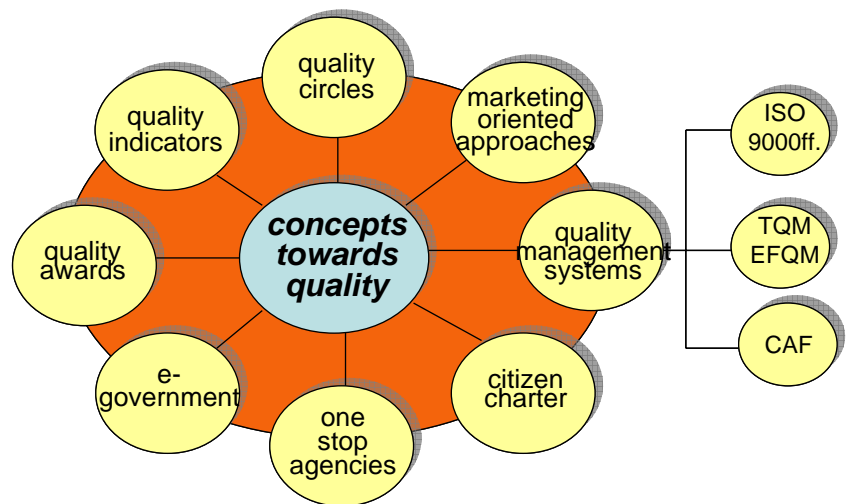 quality
circles
quality
indicators
marketing
oriented
approaches
ISO
9000ff.
concepts
towards
quality
quality
awards
quality
management
systems
TQM
EFQM
CAF
e-
government
one
stop
agencies
citizen
charter